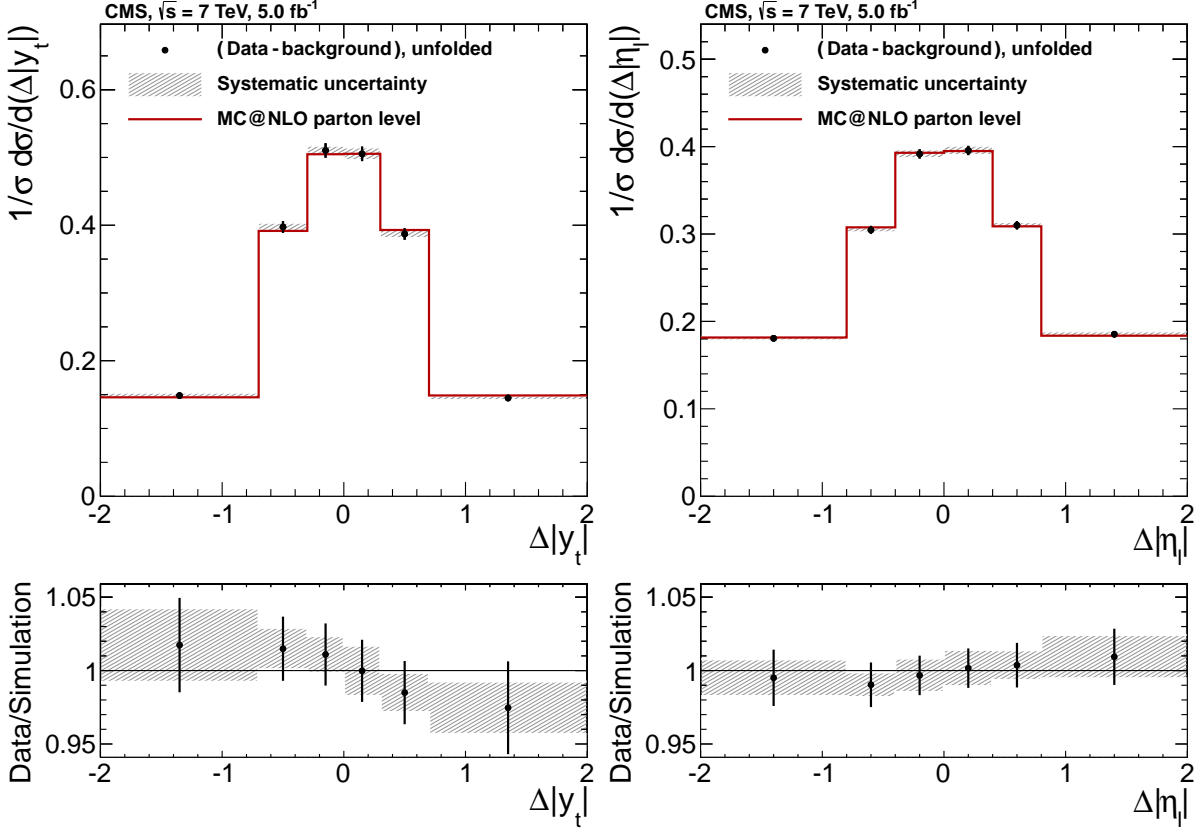 CMS, √s = 7 TeV, 5.0 fb⁻¹
1/σ dσ/d(Δ|y_t|)
(Data - background), unfolded
Systematic uncertainty
MC@NLO parton level
0.6
0.4
0.2
0
-2 -1 0 1 2
Δ|y_t|
Data/Simulation
1.05
1
0.95
-2 -1 0 1 2
Δ|y_t|
CMS, √s = 7 TeV, 5.0 fb⁻¹
1/σ dσ/d(Δ|η_l|)
(Data - background), unfolded
Systematic uncertainty
MC@NLO parton level
0.5
0.4
0.3
0.2
0.1
0
-2 -1 0 1 2
Δ|η_l|
Data/Simulation
1.05
1
0.95
-2 -1 0 1 2
Δ|η_l|